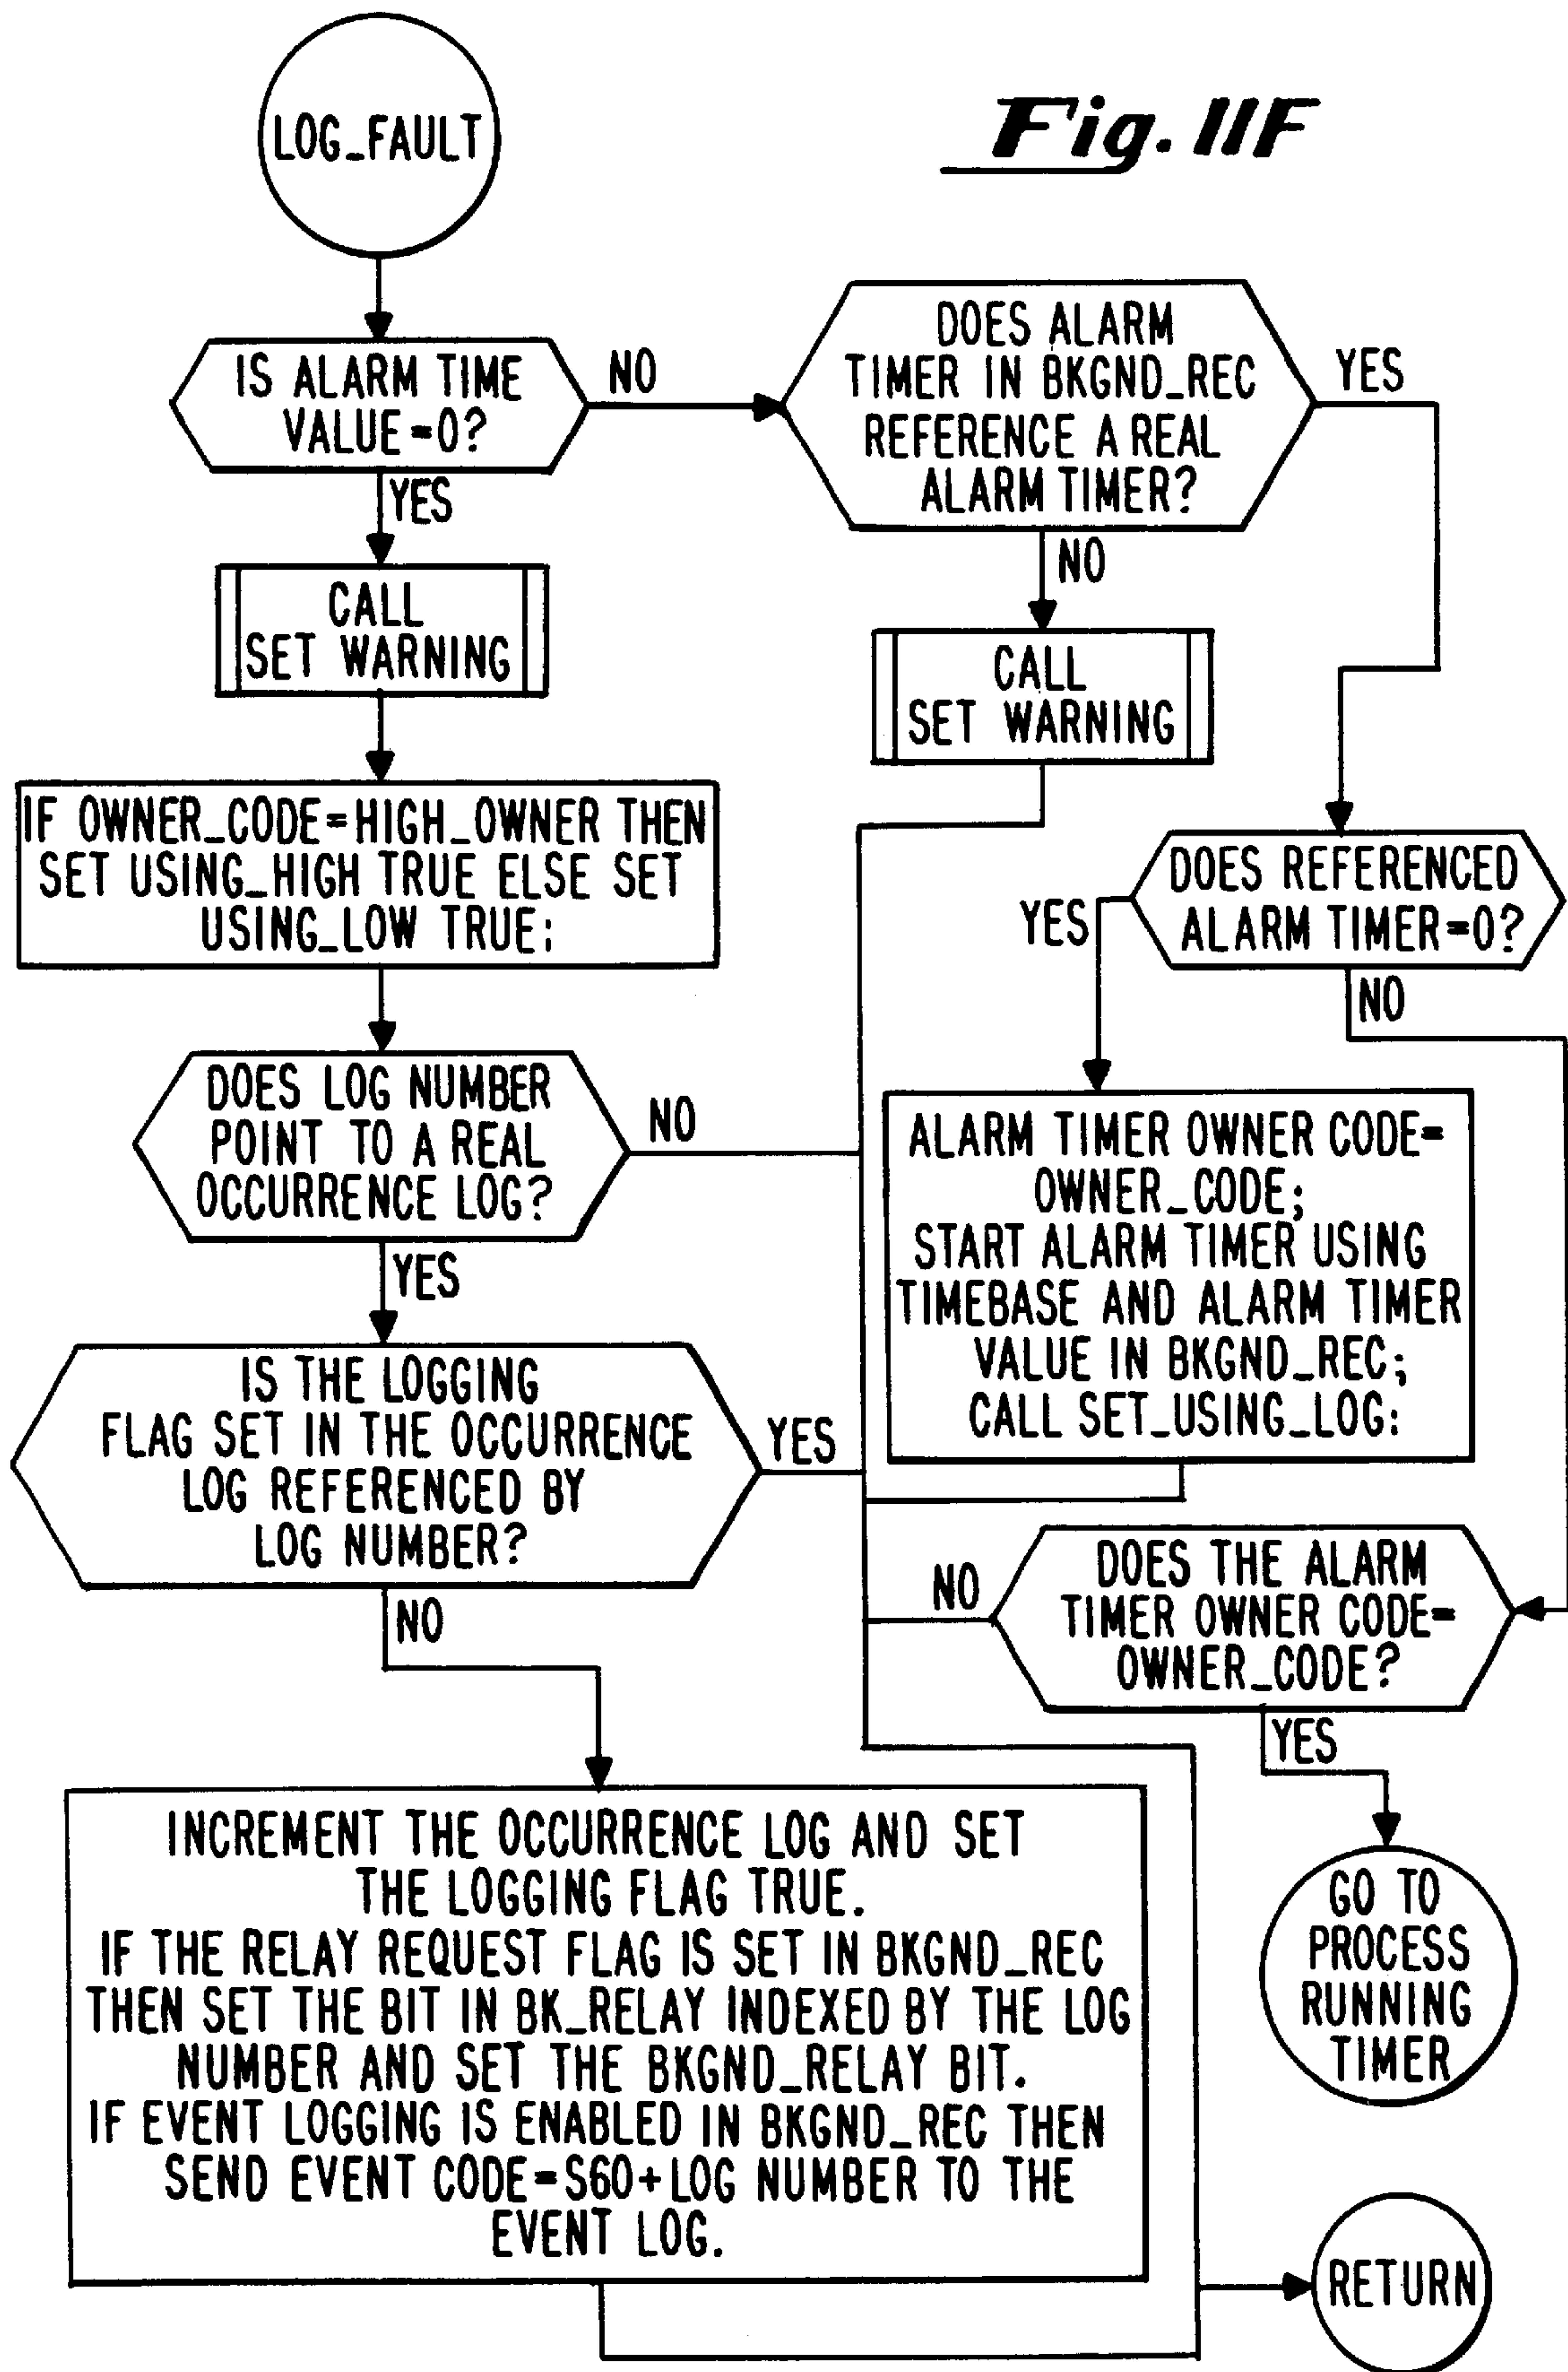 LOG_FAULT
Fig. 11F
IS ALARM TIME
VALUE=0?
NO
YES
DOES ALARM
TIMER IN BKGND_REC
REFERENCE A REAL
ALARM TIMER?
YES
NO
CALL
SET WARNING
CALL
SET WARNING
IF OWNER_CODE=HIGH_OWNER THEN
SET USING_HIGH TRUE ELSE SET
USING_LOW TRUE:
DOES REFERENCED
ALARM TIMER=0?
YES
NO
DOES LOG NUMBER
POINT TO A REAL
OCCURRENCE LOG?
NO
YES
ALARM TIMER OWNER CODE=
OWNER_CODE;
START ALARM TIMER USING
TIMEBASE AND ALARM TIMER
VALUE IN BKGND_REC;
CALL SET_USING_LOG:
IS THE LOGGING
FLAG SET IN THE OCCURRENCE
LOG REFERENCED BY
LOG NUMBER?
YES
NO
DOES THE ALARM
TIMER OWNER CODE=
OWNER_CODE?
NO
YES
INCREMENT THE OCCURRENCE LOG AND SET
THE LOGGING FLAG TRUE.
IF THE RELAY REQUEST FLAG IS SET IN BKGND_REC
THEN SET THE BIT IN BK_RELAY INDEXED BY THE LOG
NUMBER AND SET THE BKGND_RELAY BIT.
IF EVENT LOGGING IS ENABLED IN BKGND_REC THEN
SEND EVENT CODE=S60+LOG NUMBER TO THE
EVENT LOG.
GO TO
PROCESS
RUNNING
TIMER
RETURN